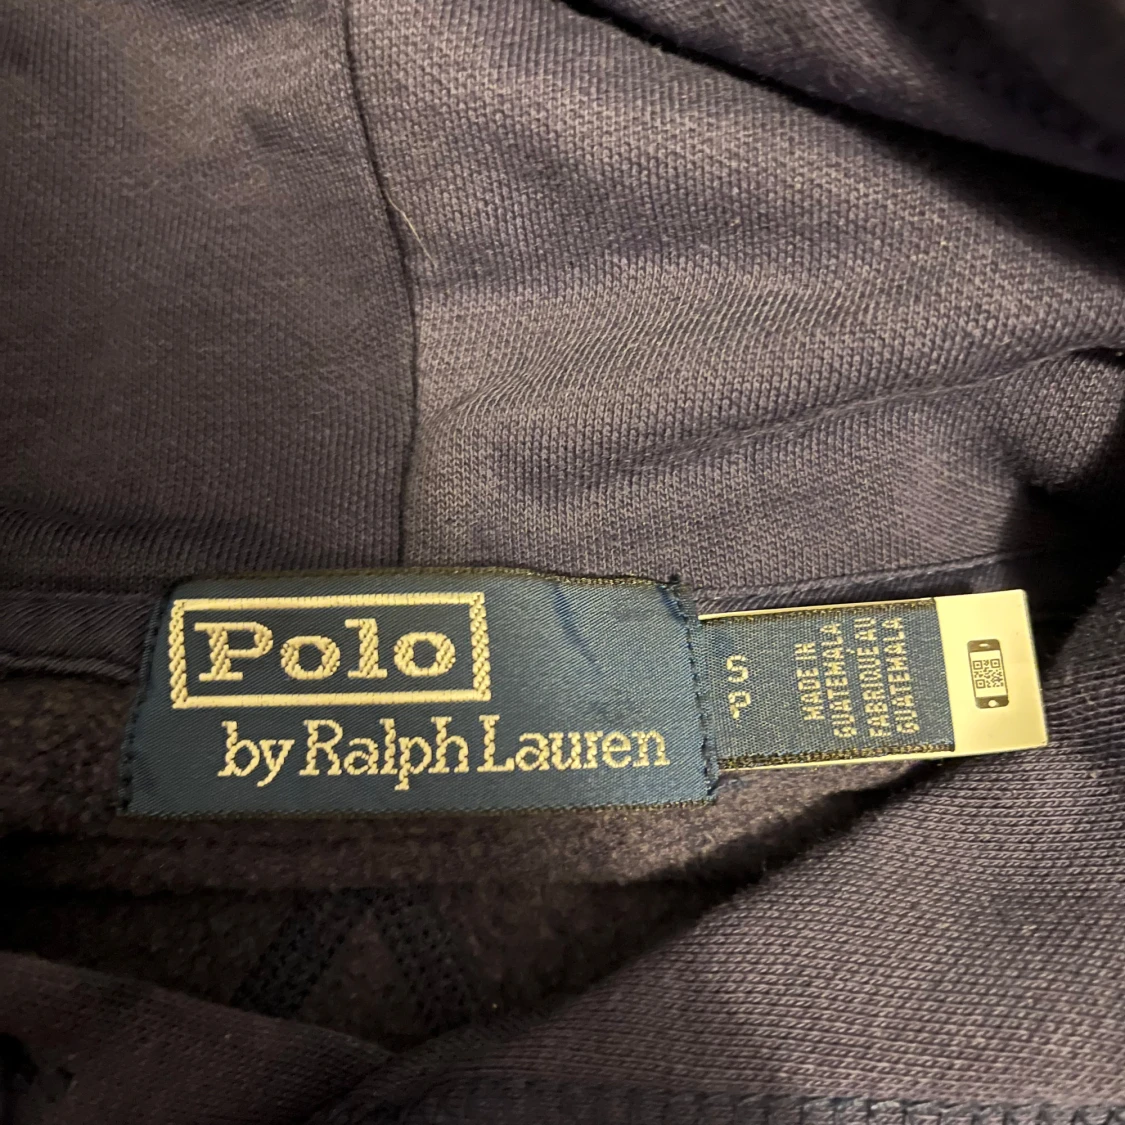 Polo
by Ralph Lauren
S
P
MADE IN
GUATEMALA
FABRIQUE AU
GUATEMALA